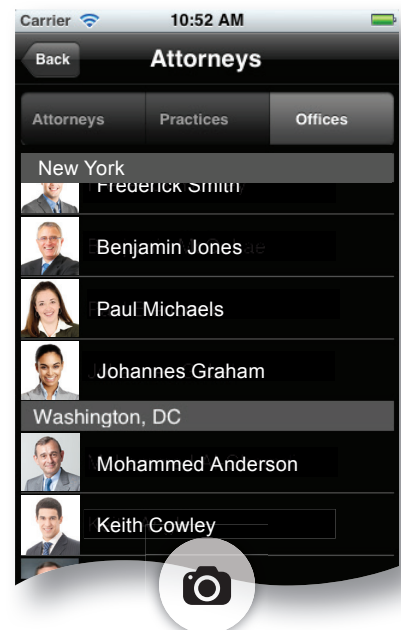 Carrier 10:52 AM
Back Attorneys
Attorneys Practices Offices
New York
Frederick Smith
Benjamin Jones
Paul Michaels
Johannes Graham
Washington, DC
Mohammed Anderson
Keith Cowley